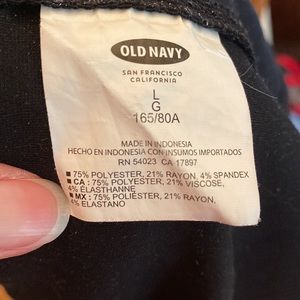 OLD NAVY
SAN FRANCISCO
CALIFORNIA
L
G
165/80A
MADE IN INDONESIA
HECHO EN INDONESIA CON INSUMOS IMPORTADOS
RN 54023 CA 17897
■ 75% POLYESTER, 21% RAYON, 4% SPANDEX
■ CA : 75% POLYESTER, 21% VISCOSE,
4% ÉLASTHANNE
■ MX : 75% POLIÉSTER, 21% RAYON,
4% ELASTANO